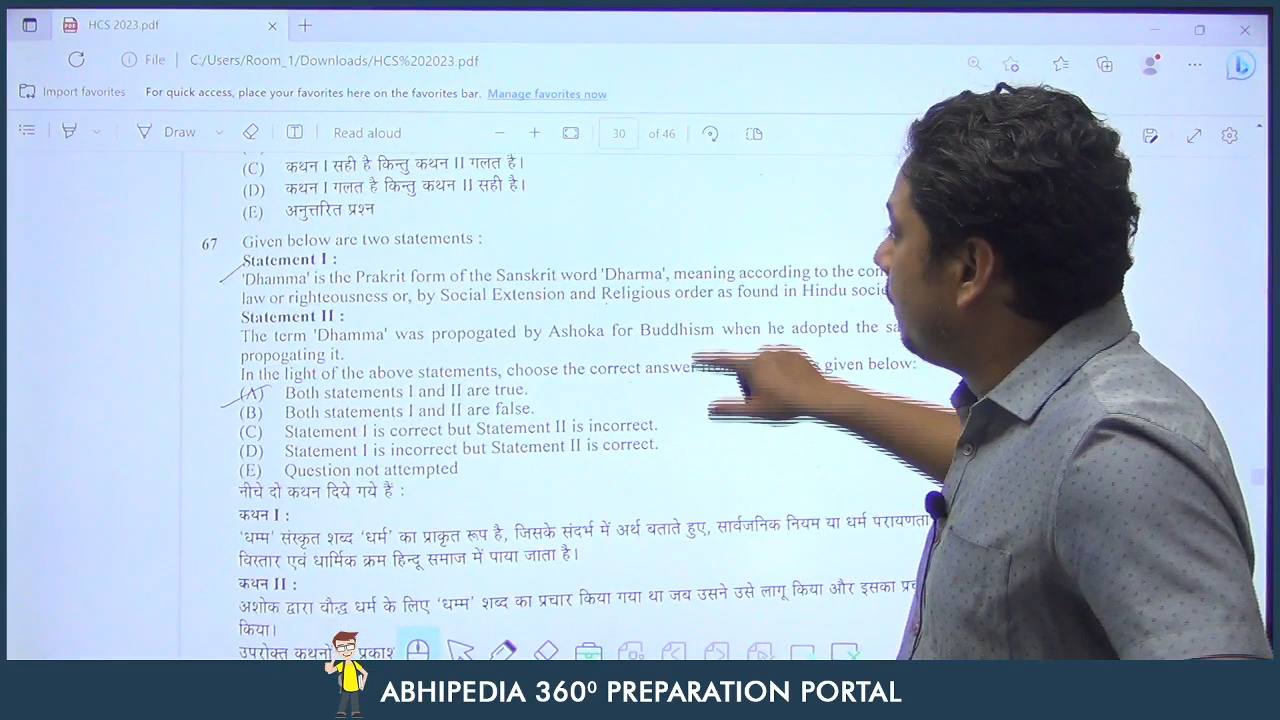 HCS 2023 pdf
File C:/Users/Room_1/Downloads/HCS%202023.pdf
Import favorites For quick access, place your favorites here on the favorites bar. Manage favorites now
Draw Read aloud 30 of 46
(C) कथन I सही है किन्तु कथन II गलत है।
(D) कथन I गलत है किन्तु कथन II सही है।
(E) अनुत्तरित प्रश्न
67 Given below are two statements :
Statement I :
'Dhamma' is the Prakrit form of the Sanskrit word 'Dharma', meaning according to the
law or righteousness or, by Social Extension and Religious order as found in Hindu
Statement II :
The term 'Dhamma' was propogated by Ashoka for Buddhism when he adopted the
propogating it.
In the light of the above statements, choose the correct given below:
(A) Both statements I and II are true.
(B) Both statements I and II are false.
(C) Statement I is correct but Statement II is incorrect.
(D) Statement I is incorrect but Statement II is correct.
(E) Question not attempted
नीचे दो कथन दिये गये हैं :
कथन I :
'धम्म' संस्कृत शब्द 'धर्म' का प्राकृत रूप है, जिसके संदर्भ में अर्थ बताते हुए, सार्वजनिक नियम या धर्म परायणता
विस्तार एवं धार्मिक क्रम हिन्दू समाज में पाया जाता है।
कथन II :
अशोक द्वारा बौद्ध धर्म के लिए 'धम्म' शब्द का प्रचार किया गया था जब उसने उसे लागू किया और इसका
किया।
उपरोक्त कथनों
ABHIPEDIA 360⁰ PREPARATION PORTAL